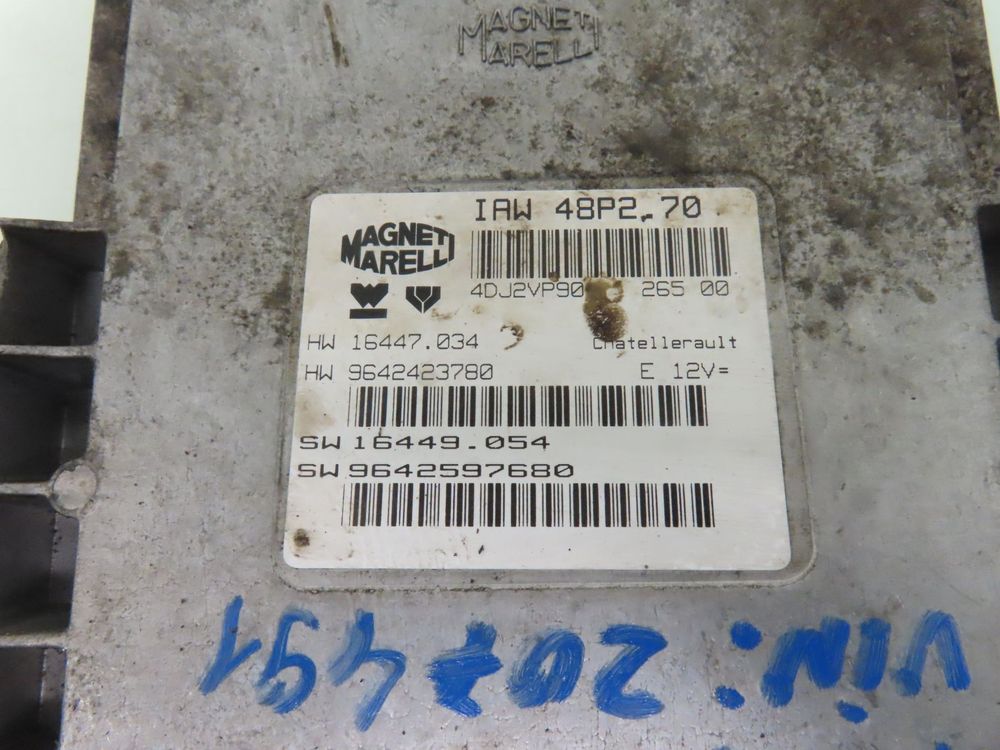 MAGNETI
MARELLI
IAW 48P2.70
MAGNETI
MARELLI
4DJ2VP90 265 00
HW 16447.034 Chatellerault
HW 9642423780 E 12V=
SW 16449.054
SW 9642597680
VIN: 207491